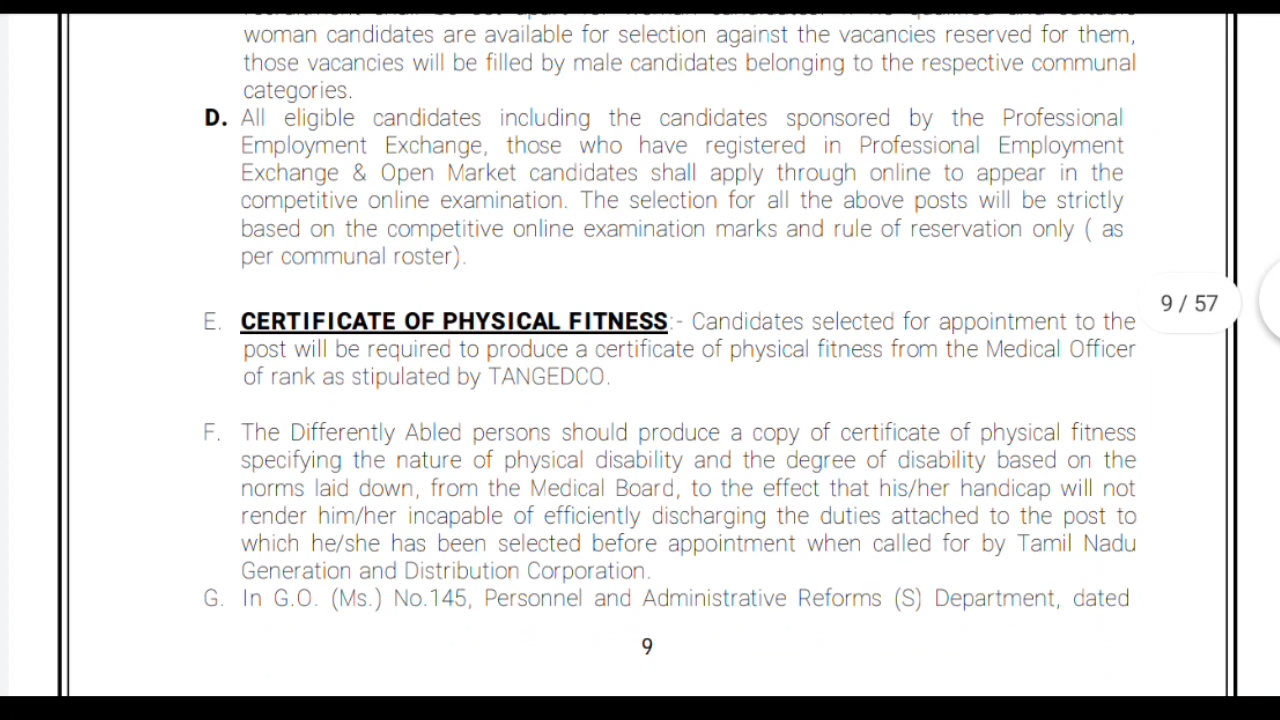 woman candidates are available for selection against the vacancies reserved for them,
those vacancies will be filled by male candidates belonging to the respective communal
categories.
D. All eligible candidates including the candidates sponsored by the Professional
Employment Exchange, those who have registered in Professional Employment
Exchange & Open Market candidates shall apply through online to appear in the
competitive online examination. The selection for all the above posts will be strictly
based on the competitive online examination marks and rule of reservation only ( as
per communal roster).
9 / 57
E. CERTIFICATE OF PHYSICAL FITNESS:- Candidates selected for appointment to the
post will be required to produce a certificate of physical fitness from the Medical Officer
of rank as stipulated by TANGEDCO.
F. The Differently Abled persons should produce a copy of certificate of physical fitness
specifying the nature of physical disability and the degree of disability based on the
norms laid down, from the Medical Board, to the effect that his/her handicap will not
render him/her incapable of efficiently discharging the duties attached to the post to
which he/she has been selected before appointment when called for by Tamil Nadu
Generation and Distribution Corporation.
G. In G.O. (Ms.) No.145, Personnel and Administrative Reforms (S) Department, dated
9